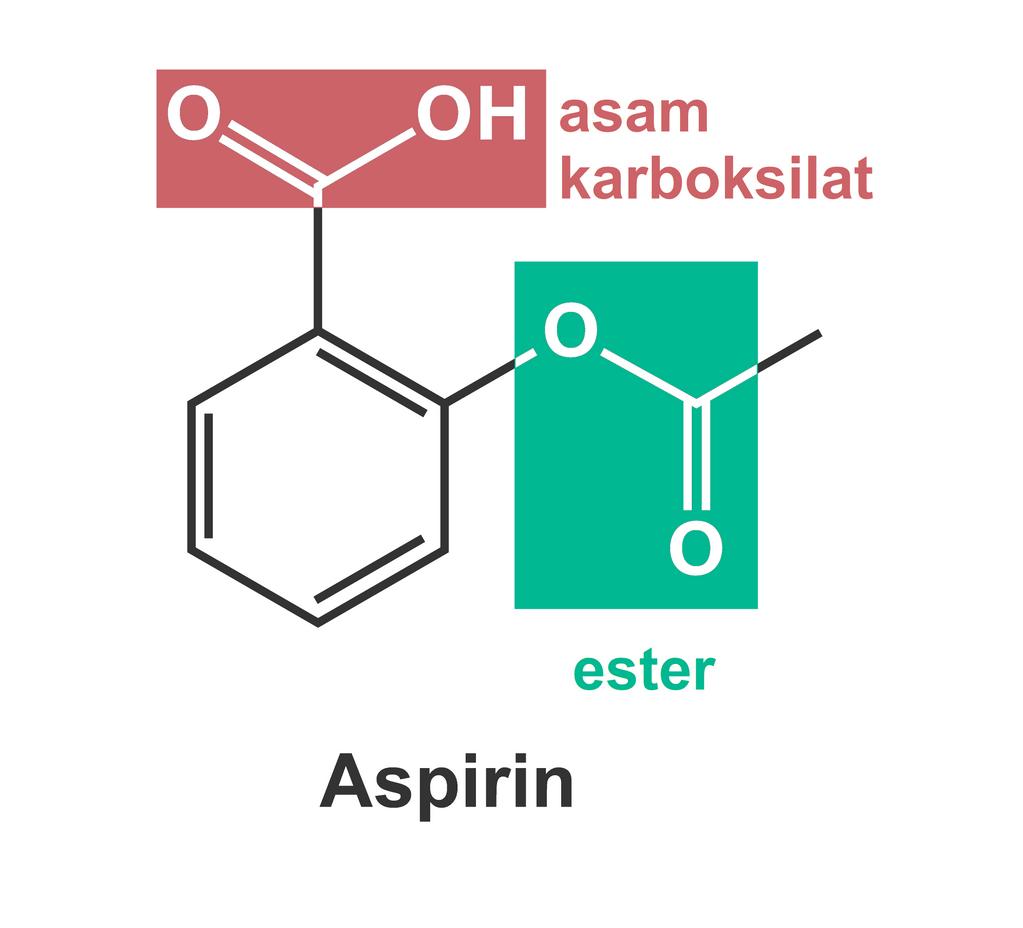 O
OH
asam
karboksilat
O
O
ester
Aspirin